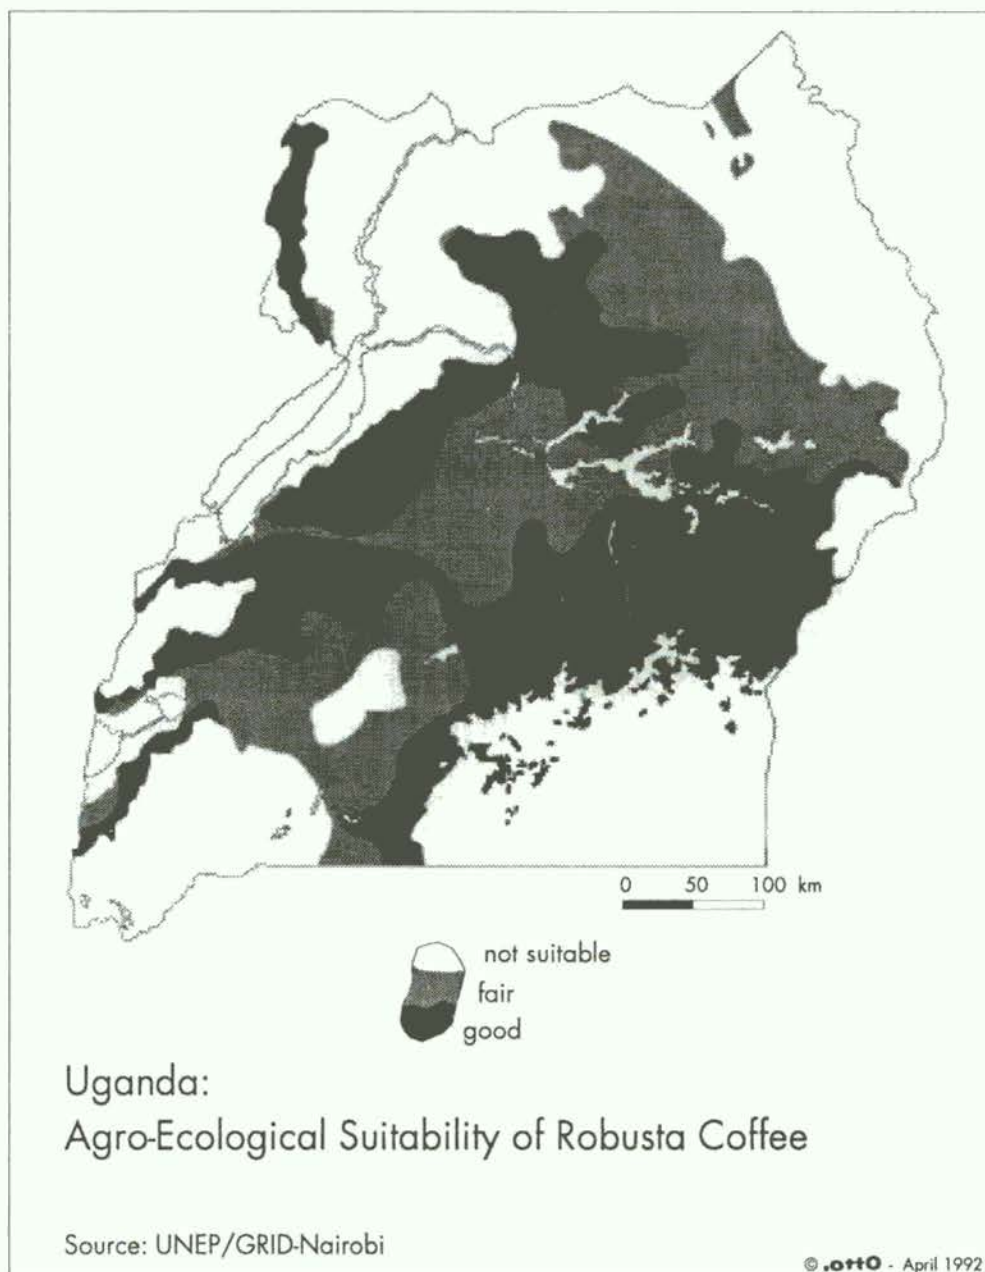 0 50 100 km
not suitable
fair
good
Uganda:
Agro-Ecological Suitability of Robusta Coffee
Source: UNEP/GRID-Nairobi
© .ottO - April 1992